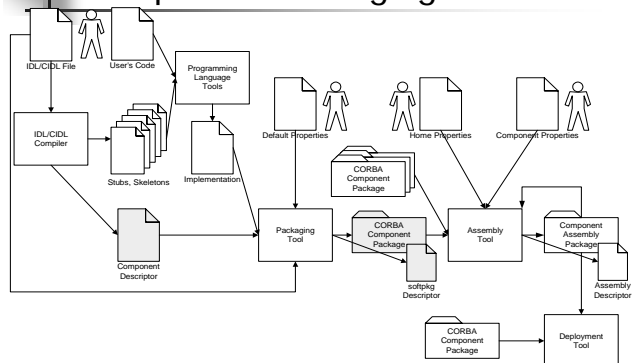 IDL/CIDL File
User's Code
Programming
Language
Tools
IDL/CIDL
Compiler
Stubs, Skeletons
Implementation
Default Properties
Home Properties
Component Properties
CORBA
Component
Package
Component
Descriptor
Packaging
Tool
CORBA
Component
Package
softpkg
Descriptor
Assembly
Tool
Component
Assembly
Package
Assembly
Descriptor
CORBA
Component
Package
Deployment
Tool